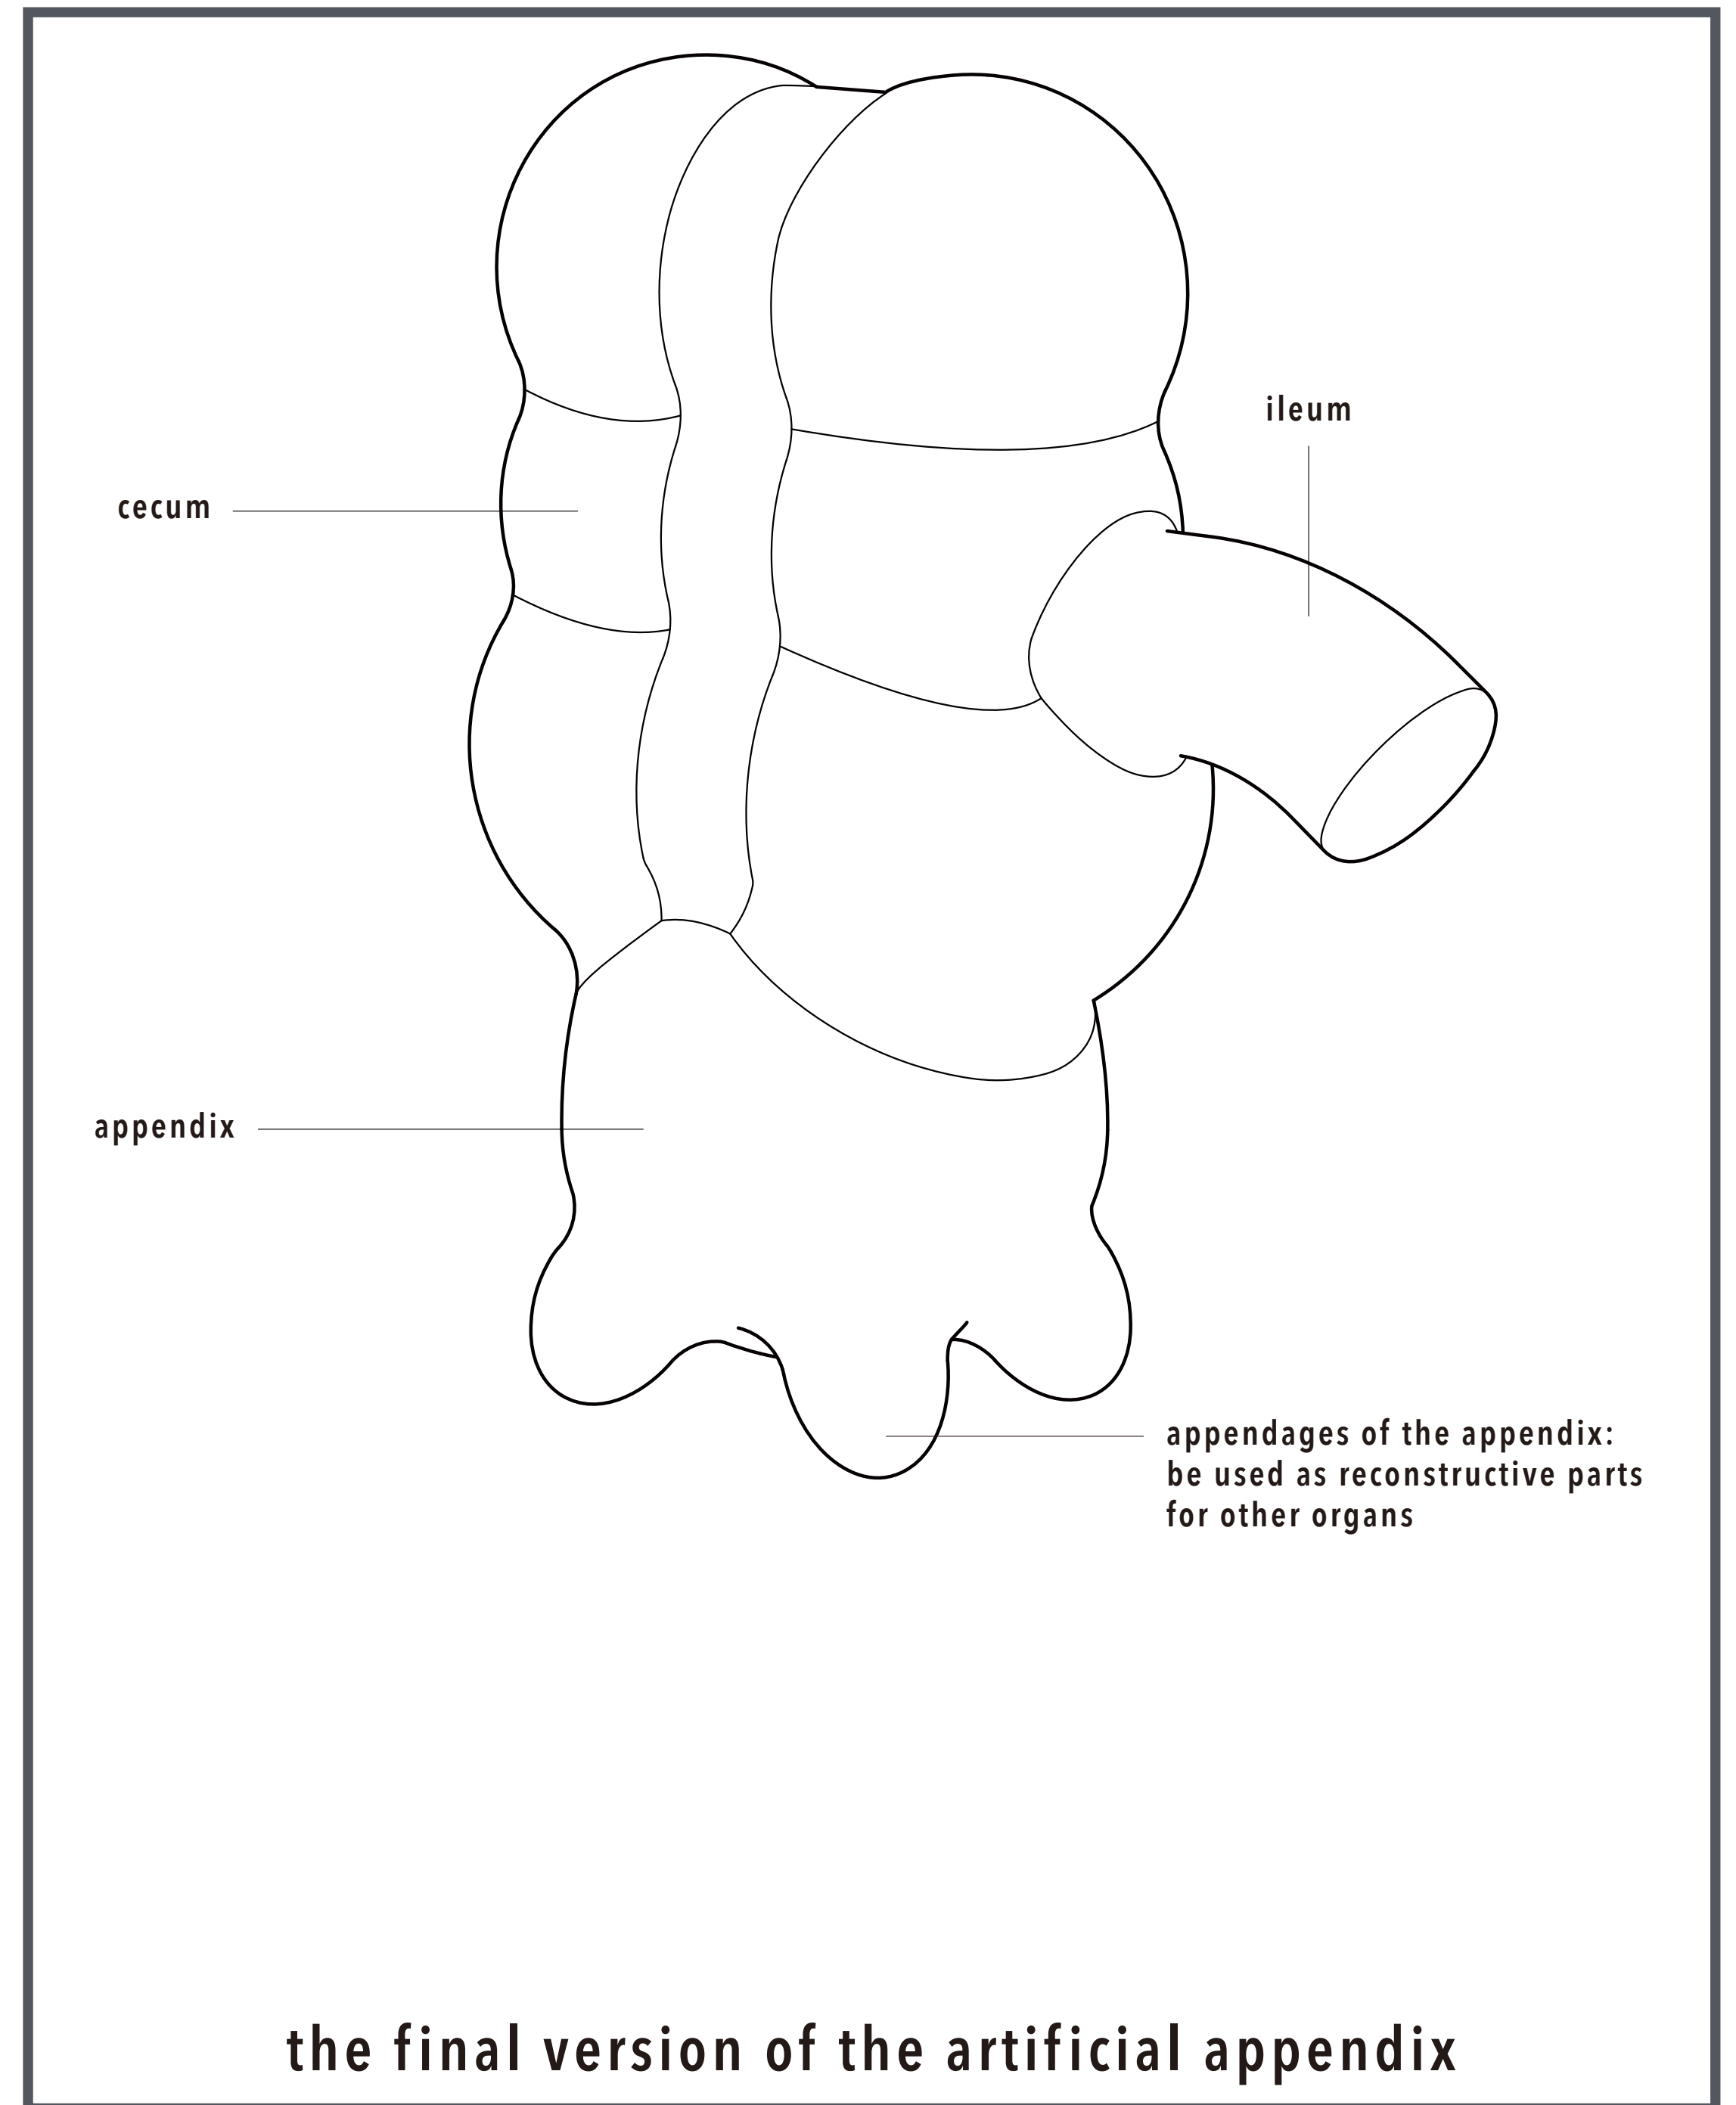 ileum
cecum
appendix
appendages of the appendix:
be used as reconstructive parts
for other organs
the final version of the artificial appendix